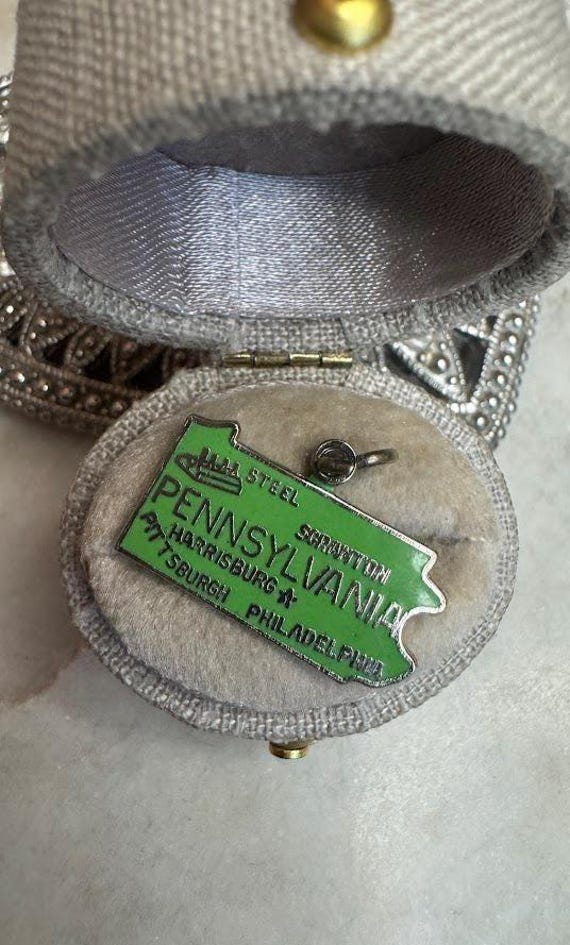 STEEL
SCRANTON
PENNSYLVANIA
HARRISBURG
PITTSBURGH
PHILADELPHIA